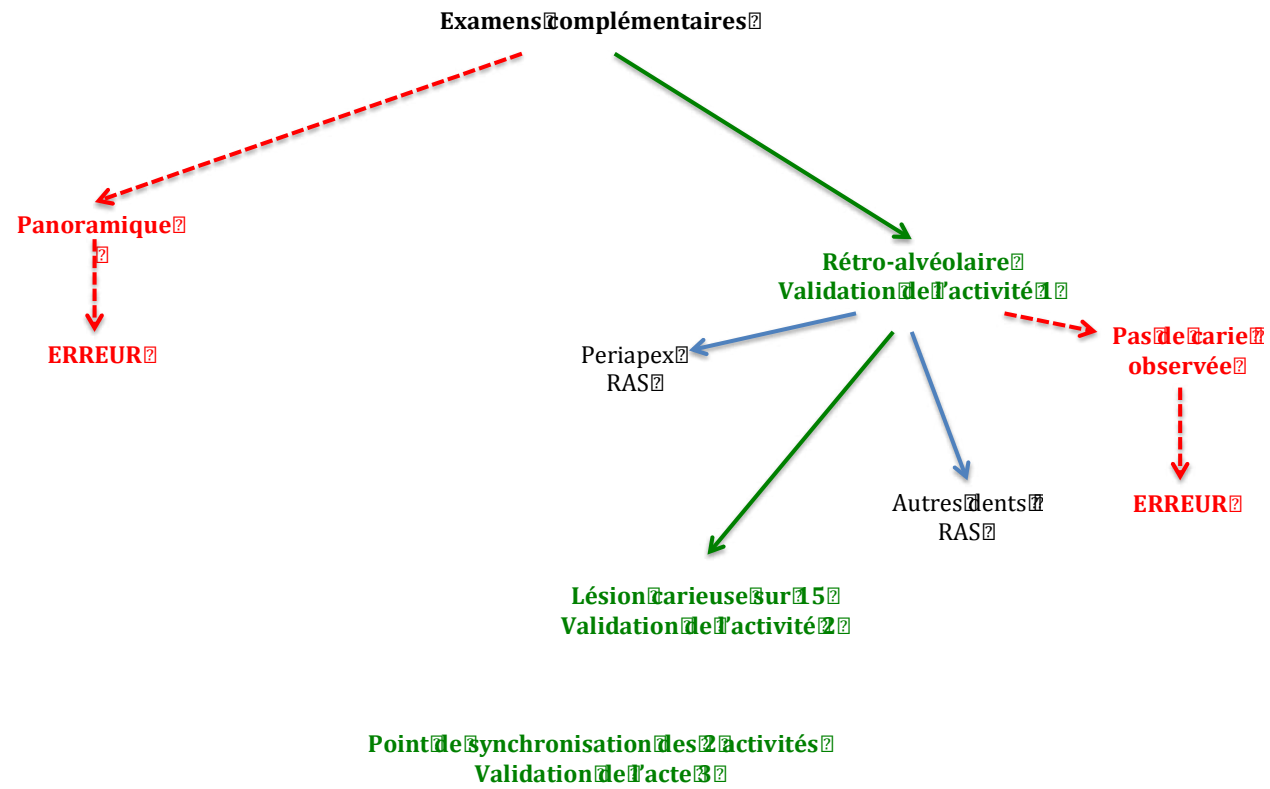 Examens complémentaires
Panoramique
ERREUR
Rétro-alvéolaire
Validation de l'activité 1
Periapex
RAS
Pas de carie
observée
Autres dents
RAS
ERREUR
Lésion carieuse sur 15
Validation de l'activité 2
Point de synchronisation des 2 activités
Validation de l'acte 3